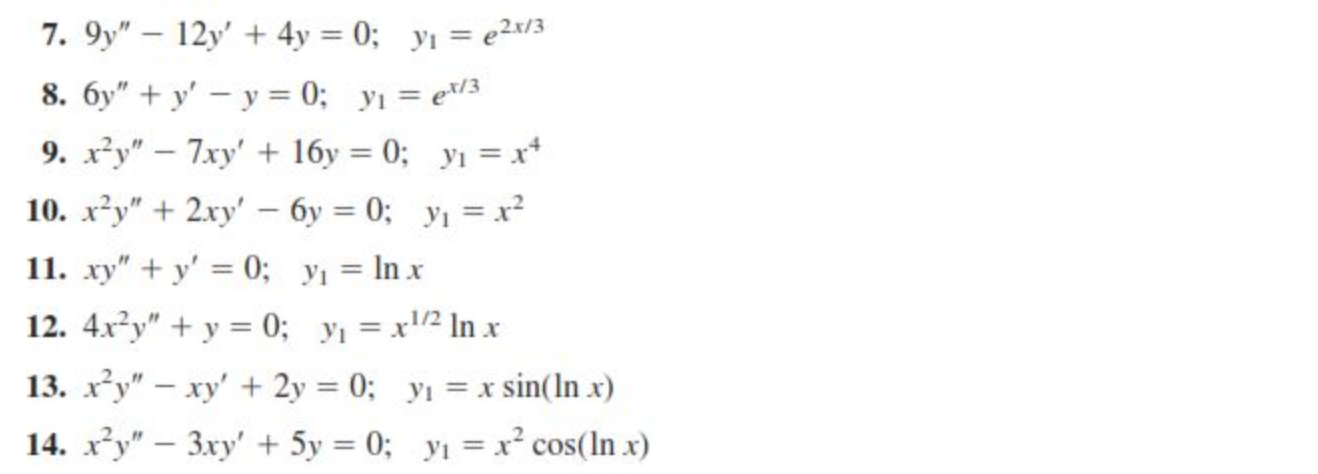 7. 9y″ − 12y′ + 4y = 0; y₁ = e^(2x/3)
8. 6y″ + y′ − y = 0; y₁ = e^(x/3)
9. x²y″ − 7xy′ + 16y = 0; y₁ = x⁴
10. x²y″ + 2xy′ − 6y = 0; y₁ = x²
11. xy″ + y′ = 0; y₁ = ln x
12. 4x²y″ + y = 0; y₁ = x^(1/2) ln x
13. x²y″ − xy′ + 2y = 0; y₁ = x sin(ln x)
14. x²y″ − 3xy′ + 5y = 0; y₁ = x² cos(ln x)